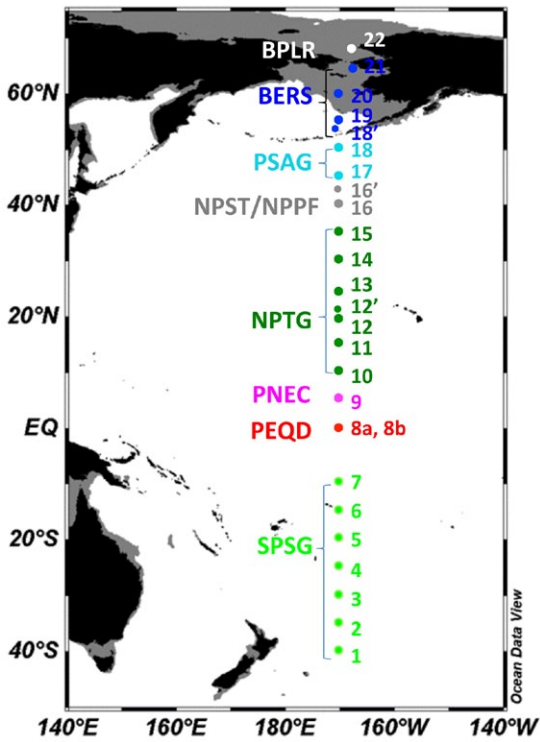 BPLR 22
21
60°N BERS 20
19
18'
PSAG 18
17
16'
40°N NPST/NPPF 16
15
14
13
20°N NPTG 12'
12
11
10
PNEC 9
EQ PEQD 8a, 8b
7
6
20°S SPSG 5
4
3
2
40°S 1
Ocean Data View
140°E 160°E 180°E 160°W 140°W